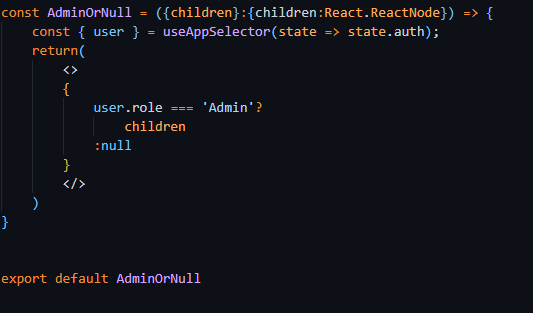 const AdminOrNull = ({children}:{children:React.ReactNode}) => {
    const { user } = useAppSelector(state => state.auth);
    return(
        <>
        {
            user.role === 'Admin'?
                children
            :null
        }
        </>
    )
}
export default AdminOrNull